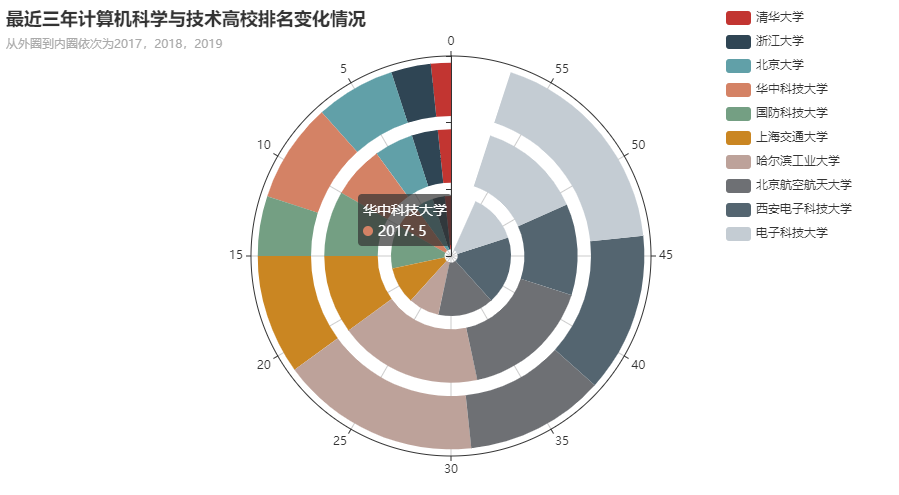 最近三年计算机科学与技术高校排名变化情况
从外圈到内圈依次为2017，2018，2019
0
5
10
15
20
25
30
35
40
45
50
55
华中科技大学
2017: 5
清华大学
浙江大学
北京大学
华中科技大学
国防科技大学
上海交通大学
哈尔滨工业大学
北京航空航天大学
西安电子科技大学
电子科技大学